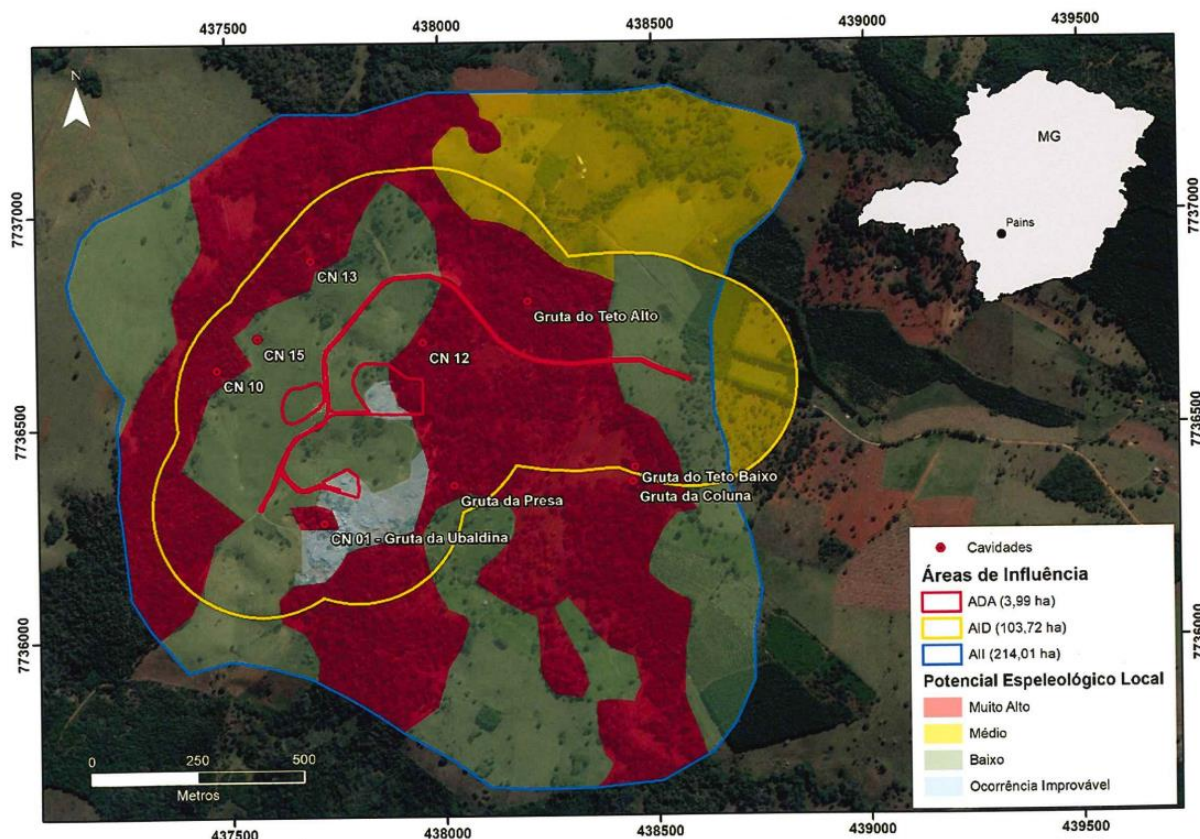 437500 438000 438500 439000 439500
N
MG
Pains
7737000
7737000
CN 13
Gruta do Teto Alto
CN 15
CN 12
CN 10
7736500
7736500
Gruta do Teto Baixo
Gruta da Presa
Gruta da Coluna
CN 01 - Gruta da Ubaldina
Cavidades
Áreas de Influência
ADA (3,99 ha)
AID (103,72 ha)
AII (214,01 ha)
Potencial Espeleológico Local
Muito Alto
Médio
Baixo
Ocorrência Improvável
7736000
7736000
0 250 500
Metros
437500 438000 438500 439000 439500